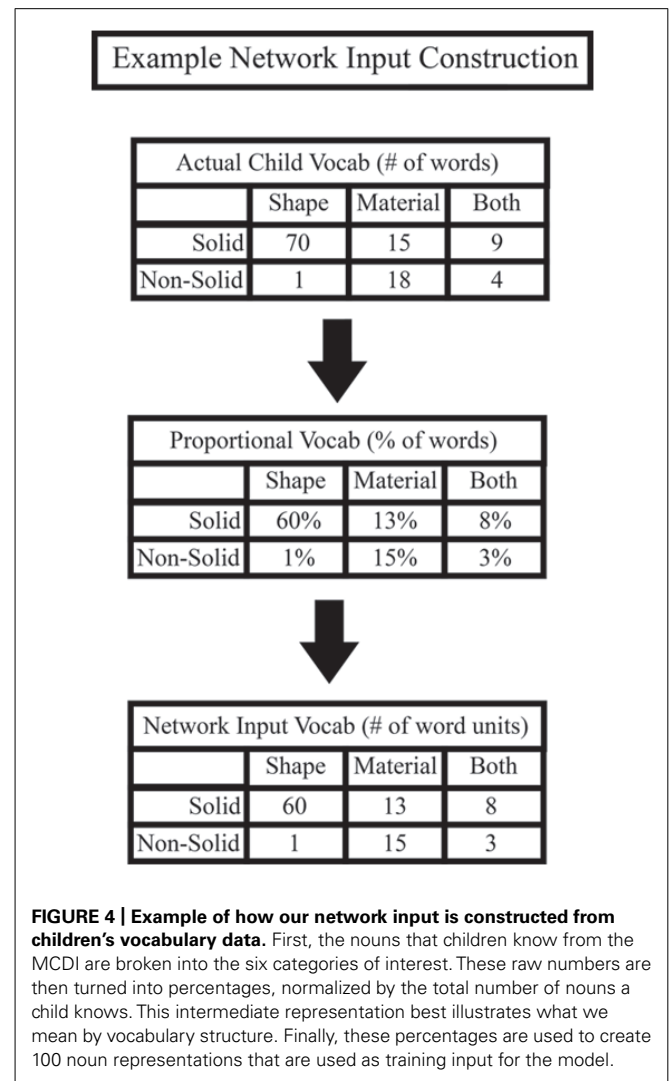 Example Network Input Construction
Actual Child Vocab (# of words)
Shape Material Both
Solid 70 15 9
Non-Solid 1 18 4
Proportional Vocab (% of words)
Shape Material Both
Solid 60% 13% 8%
Non-Solid 1% 15% 3%
Network Input Vocab (# of word units)
Shape Material Both
Solid 60 13 8
Non-Solid 1 15 3
FIGURE 4 | Example of how our network input is constructed from
children’s vocabulary data. First, the nouns that children know from the
MCDI are broken into the six categories of interest. These raw numbers are
then turned into percentages, normalized by the total number of nouns a
child knows. This intermediate representation best illustrates what we
mean by vocabulary structure. Finally, these percentages are used to create
100 noun representations that are used as training input for the model.